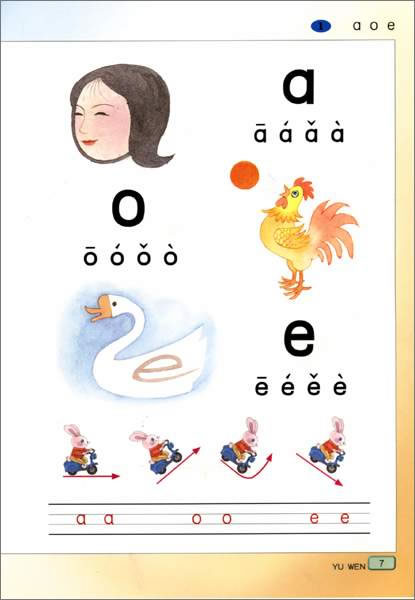 1 a o e
a
ā á ǎ à
o
ō ó ǒ ò
e
ē é ě è
a a o o e e
YU WEN 7